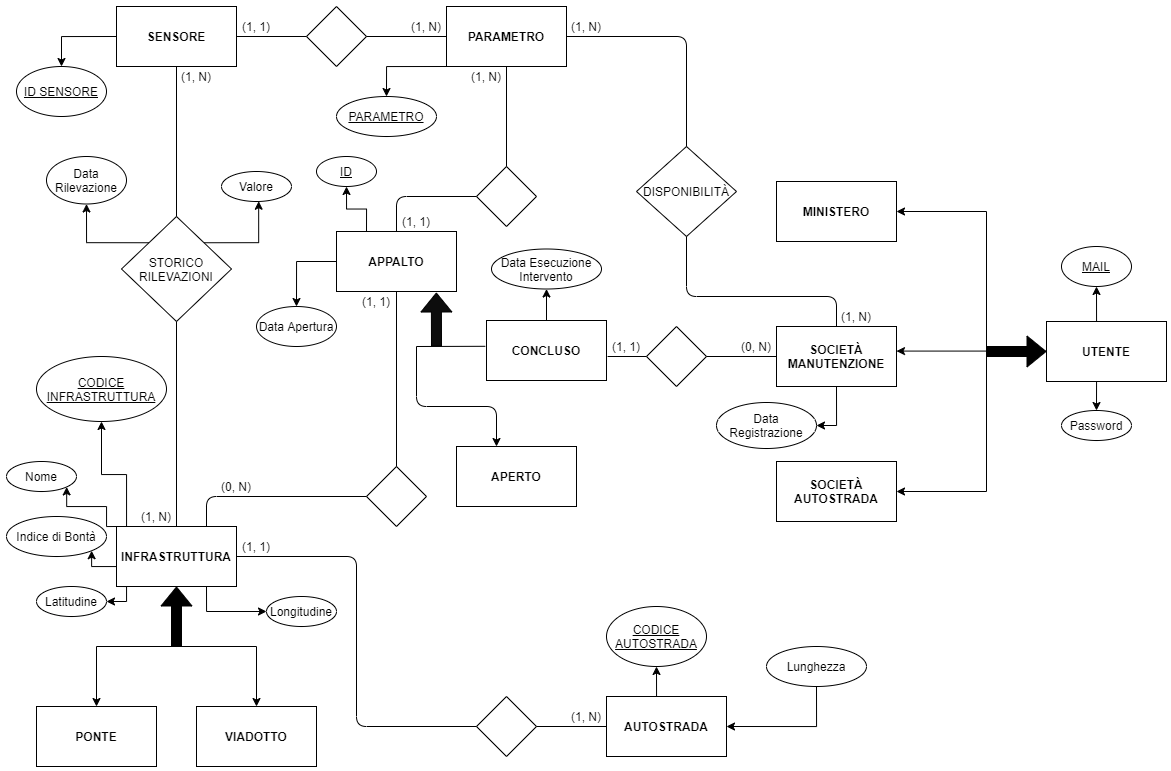 SENSORE
(1, 1)
(1, N)
PARAMETRO
(1, N)
(1, N)
(1, N)
ID SENSORE
PARAMETRO
Data
Rilevazione
Valore
ID
DISPONIBILITÀ
MINISTERO
(1, 1)
STORICO
RILEVAZIONI
APPALTO
Data Esecuzione
Intervento
MAIL
(1, 1)
Data Apertura
(1, N)
CONCLUSO
(1, 1)
(0, N)
SOCIETÀ
MANUTENZIONE
UTENTE
CODICE
INFRASTRUTTURA
Data
Registrazione
Password
Nome
APERTO
SOCIETÀ
AUTOSTRADA
(0, N)
(1, N)
Indice di Bontà
INFRASTRUTTURA
(1, 1)
Latitudine
Longitudine
CODICE
AUTOSTRADA
Lunghezza
PONTE
VIADOTTO
(1, N)
AUTOSTRADA